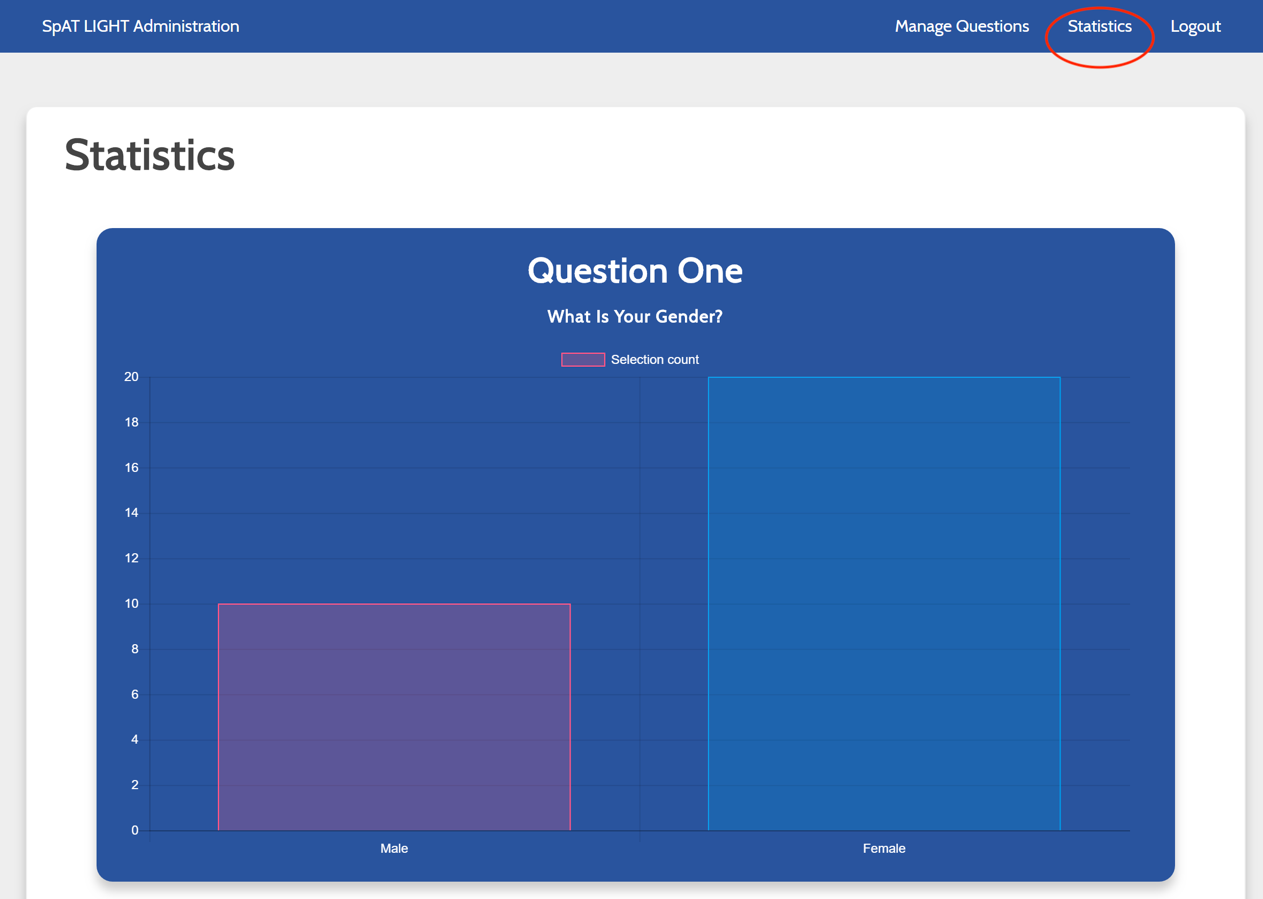 SpAT LIGHT Administration
Manage Questions
Statistics
Logout
Statistics
Question One
What Is Your Gender?
Selection count
20
18
16
14
12
10
8
6
4
2
0
Male
Female